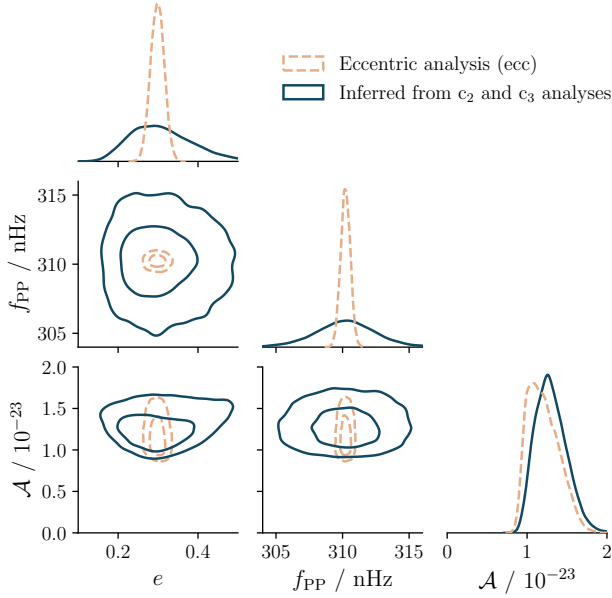 Eccentric analysis (ecc)
Inferred from c₂ and c₃ analyses
315
310
305
f_PP / nHz
2.0
1.5
1.0
0.5
0.0
𝒜 / 10⁻²³
0.2 0.4
305 310 315
0 1 2
e
f_PP / nHz
𝒜 / 10⁻²³